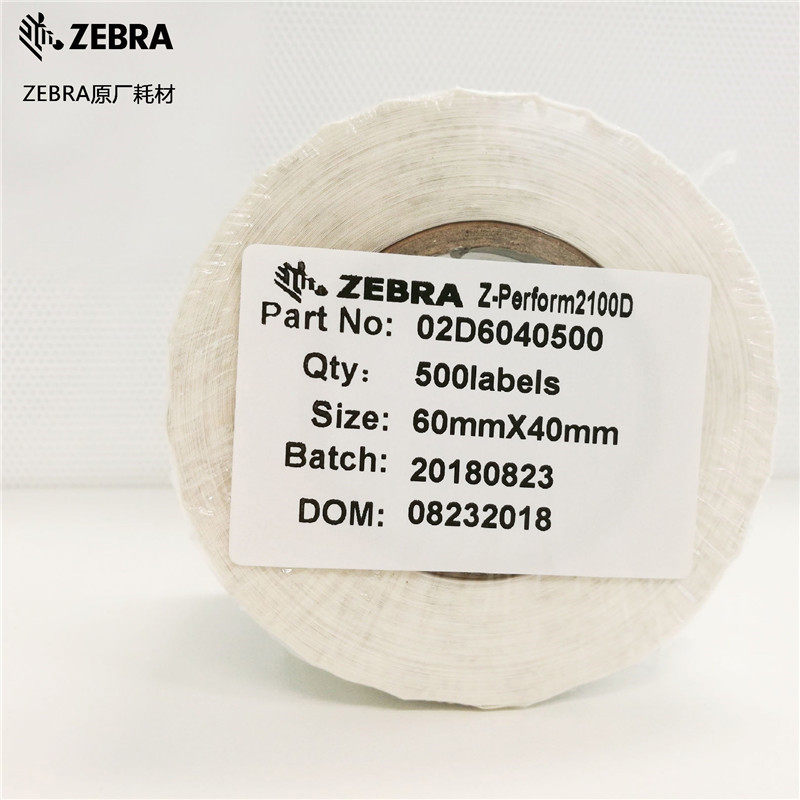 ZEBRA
ZEBRA原厂耗材
ZEBRA Z-Perform2100D
Part No: 02D6040500
Qty: 500labels
Size: 60mmX40mm
Batch: 20180823
DOM: 08232018